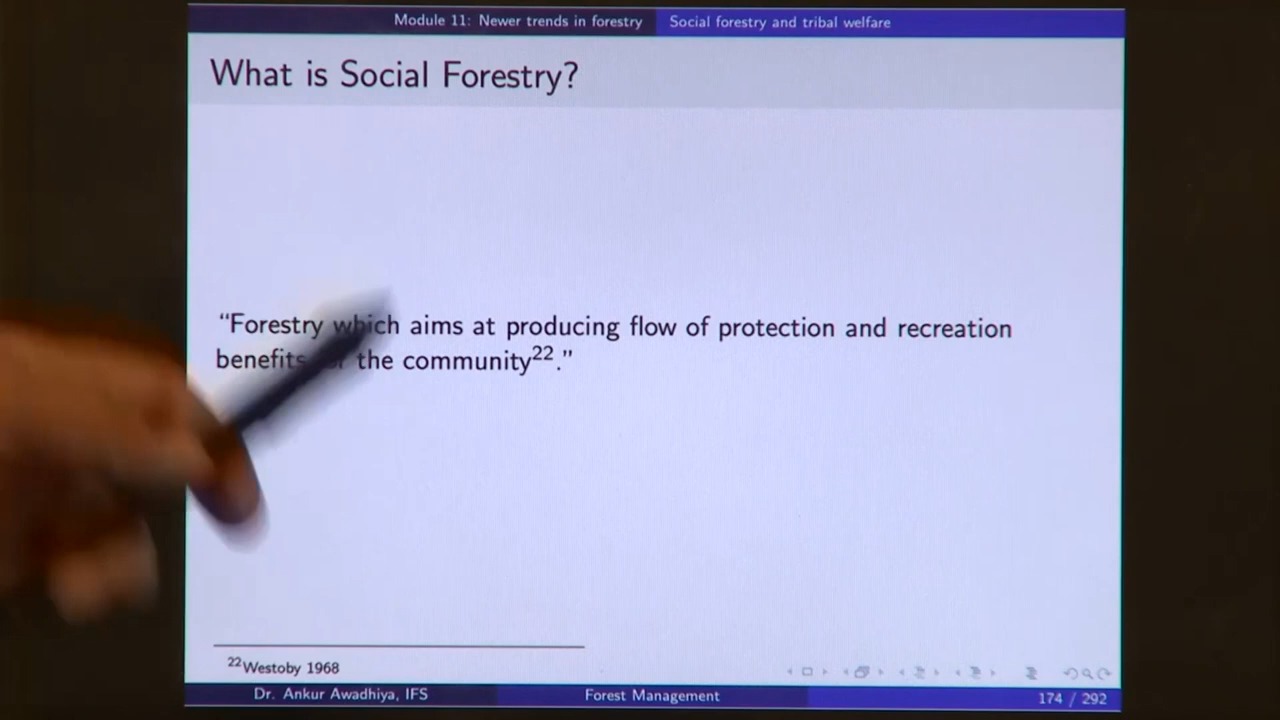 Module 11: Newer trends in forestry Social forestry and tribal welfare
What is Social Forestry?
“Forestry which aims at producing flow of protection and recreation
benefits the community22.”
22Westoby 1968
Dr. Ankur Awadhiya, IFS Forest Management 174 / 292